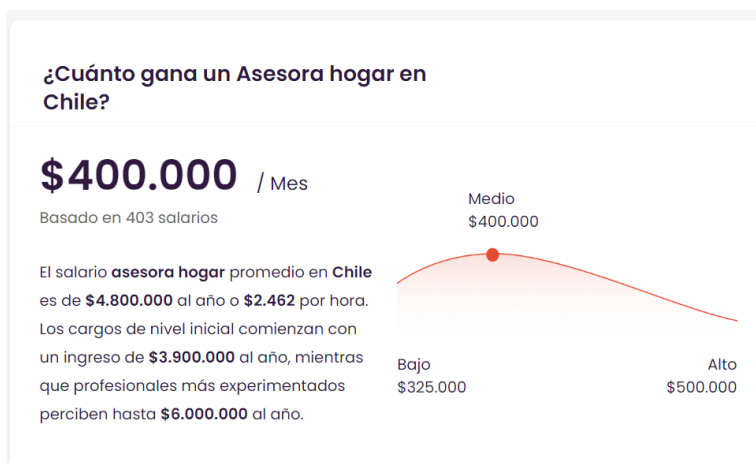 ¿Cuánto gana un Asesora hogar en
Chile?
$400.000 / Mes
Basado en 403 salarios
El salario asesora hogar promedio en Chile
es de $4.800.000 al año o $2.462 por hora.
Los cargos de nivel inicial comienzan con
un ingreso de $3.900.000 al año, mientras
que profesionales más experimentados
perciben hasta $6.000.000 al año.
Medio
$400.000
Bajo
$325.000
Alto
$500.000